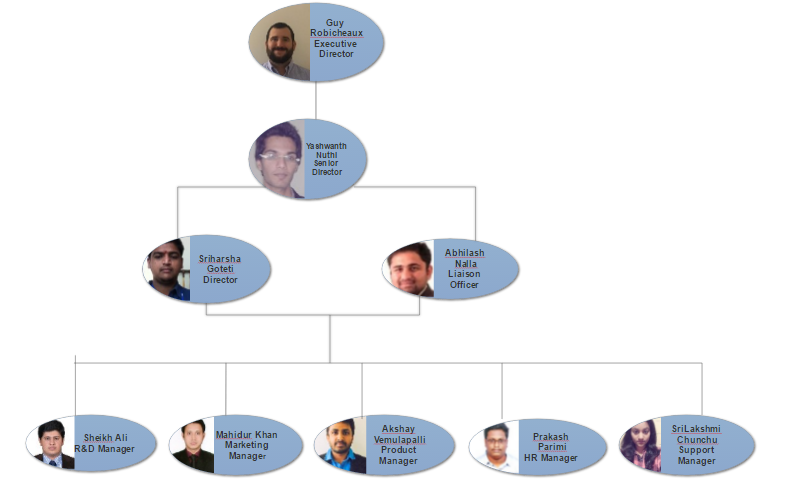 Guy
Robicheaux
Executive
Director
Yashwanth
Nuthi
Senior
Director
Sriharsha
Goteti
Director
Abhilash
Nalla
Liaison
Officer
Sheikh Ali
R&D Manager
Mahidur Khan
Marketing
Manager
Akshay
Vemulapalli
Product
Manager
Prakash
Parimi
HR Manager
SriLakshmi
Chunchu
Support
Manager